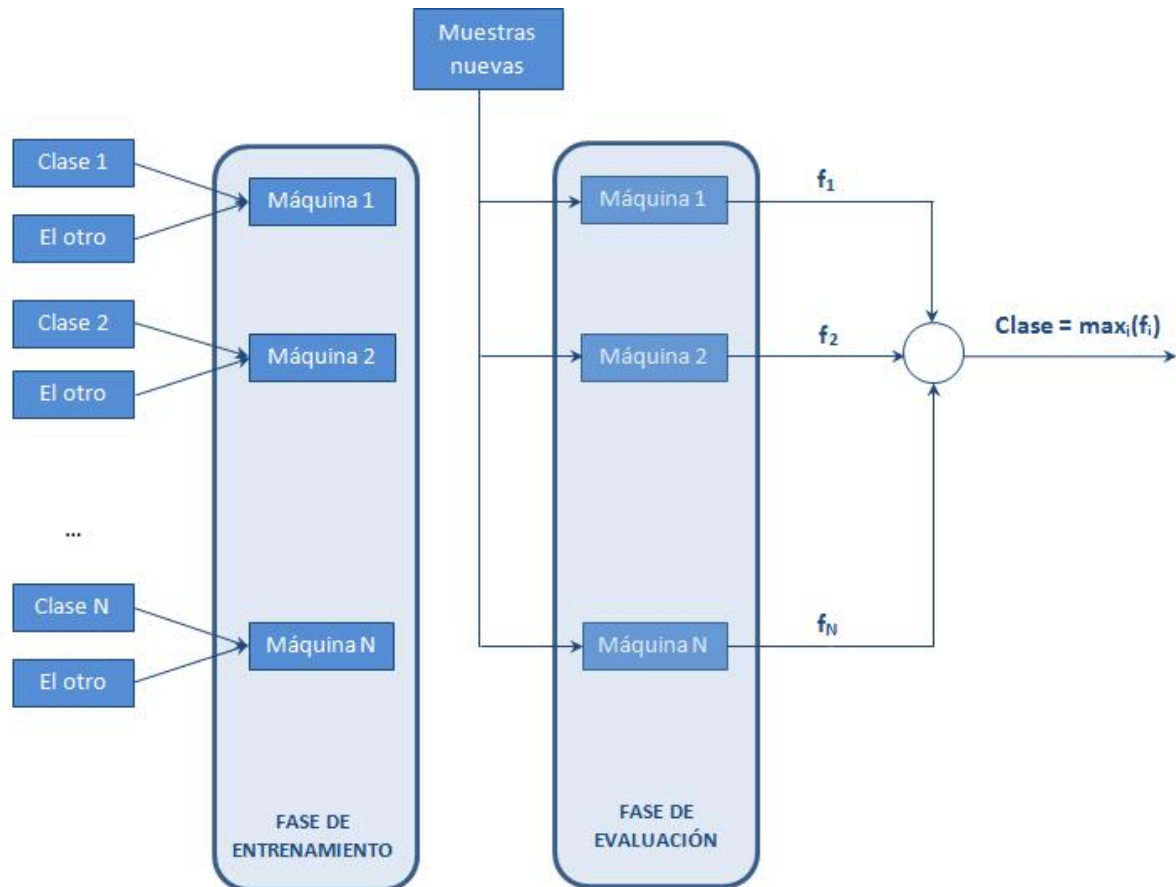 Muestras
nuevas
Clase 1
El otro
Máquina 1
Clase 2
El otro
Máquina 2
...
Clase N
El otro
Máquina N
FASE DE
ENTRENAMIENTO
Máquina 1
Máquina 2
Máquina N
FASE DE
EVALUACIÓN
f₁
f₂
fN
Clase = maxᵢ(fᵢ)